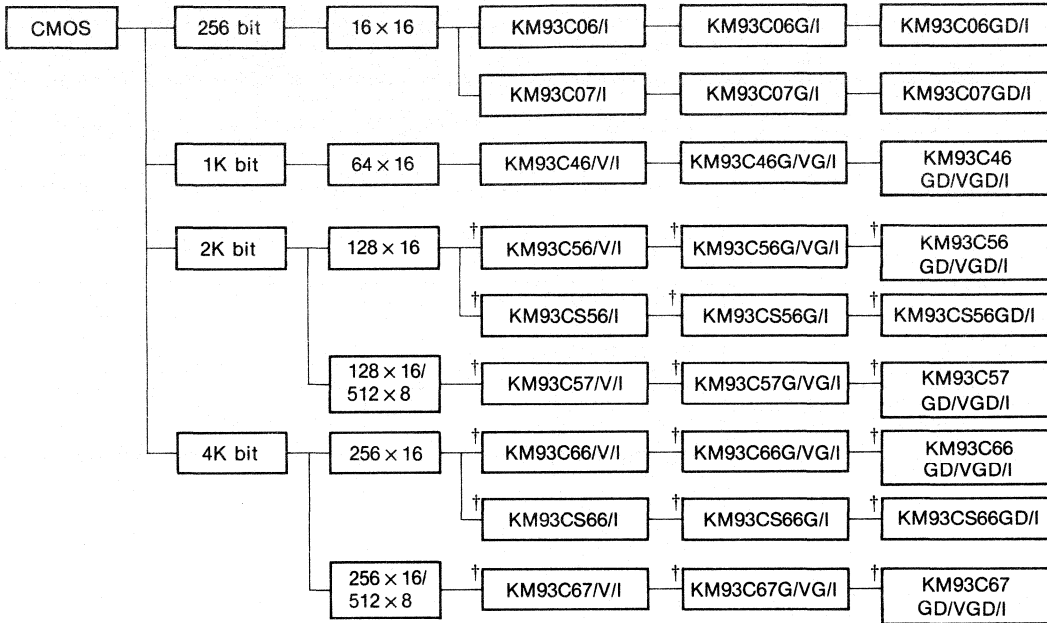 CMOS 256 bit 16 × 16 KM93C06/I KM93C06G/I KM93C06GD/I
KM93C07/I KM93C07G/I KM93C07GD/I
1K bit 64 × 16 KM93C46/V/I KM93C46G/VG/I KM93C46
GD/VGD/I
2K bit 128 × 16 † KM93C56/V/I † KM93C56G/VG/I † KM93C56
GD/VGD/I
† KM93CS56/I † KM93CS56G/I † KM93CS56GD/I
128 × 16/
512 × 8 † KM93C57/V/I † KM93C57G/VG/I † KM93C57
GD/VGD/I
4K bit 256 × 16 † KM93C66/V/I † KM93C66G/VG/I † KM93C66
GD/VGD/I
† KM93CS66/I † KM93CS66G/I † KM93CS66GD/I
256 × 16/
512 × 8 † KM93C67/V/I † KM93C67G/VG/I † KM93C67
GD/VGD/I